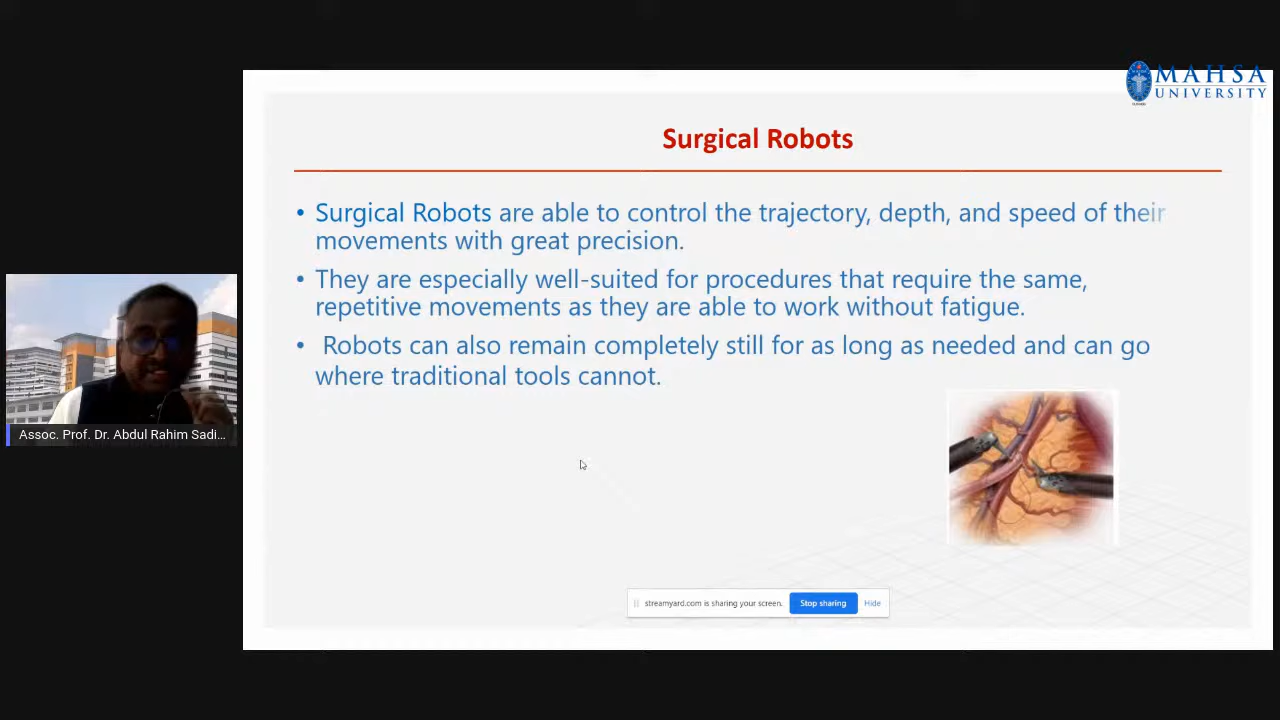 MAHSA
UNIVERSITY
Surgical Robots
• Surgical Robots are able to control the trajectory, depth, and speed of their
movements with great precision.
• They are especially well-suited for procedures that require the same,
repetitive movements as they are able to work without fatigue.
• Robots can also remain completely still for as long as needed and can go
where traditional tools cannot.
Assoc. Prof. Dr. Abdul Rahim Sadi...
streamyard.com is sharing your screen. Stop sharing Hide